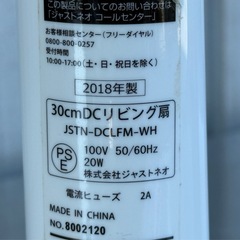 この製品についてのお問い合わせは
「ジャストネオ コールセンター」
お客様相談センター（フリーダイヤル）
0800-800-0257
受付時間
10:00-17:00（土・日・祝日を除く）
2018年製
30cmDCリビング扇
JSTN-DCLFM-WH
PSE
100V 50/60Hz
20W
株式会社ジャストネオ
電流ヒューズ 2A
MADE IN CHINA
NO.8002120